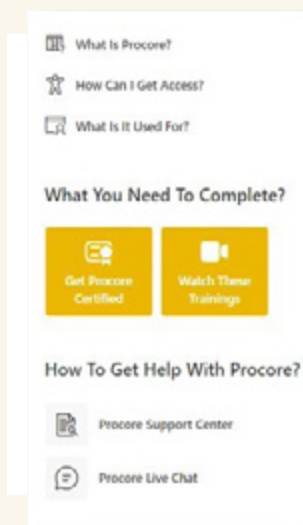 What Is Procore?
How Can I Get Access?
What Is It Used For?
What You Need To Complete?
Get Procore
Certified
Watch These
Trainings
How To Get Help With Procore?
Procore Support Center
Procore Live Chat